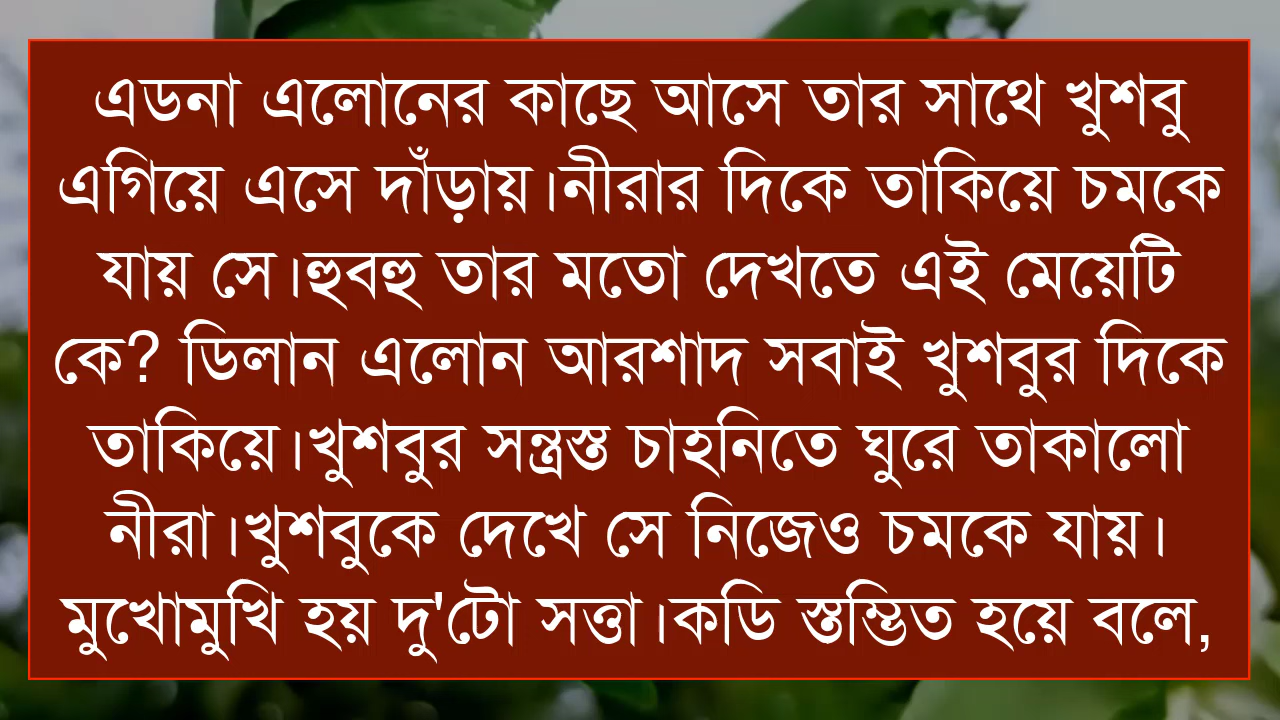 এডনা এলোনের কাছে আসে তার সাথে খুশবু
এগিয়ে এসে দাঁড়ায়।নীরার দিকে তাকিয়ে চমকে
যায় সে।হুবহু তার মতো দেখতে এই মেয়েটি
কে? ডিলান এলোন আরশাদ সবাই খুশবুর দিকে
তাকিয়ে।খুশবুর সন্ত্রস্ত চাহনিতে ঘুরে তাকালো
নীরা।খুশবুকে দেখে সে নিজেও চমকে যায়।
মুখোমুখি হয় দু'টো সত্তা।কডি স্তম্ভিত হয়ে বলে,